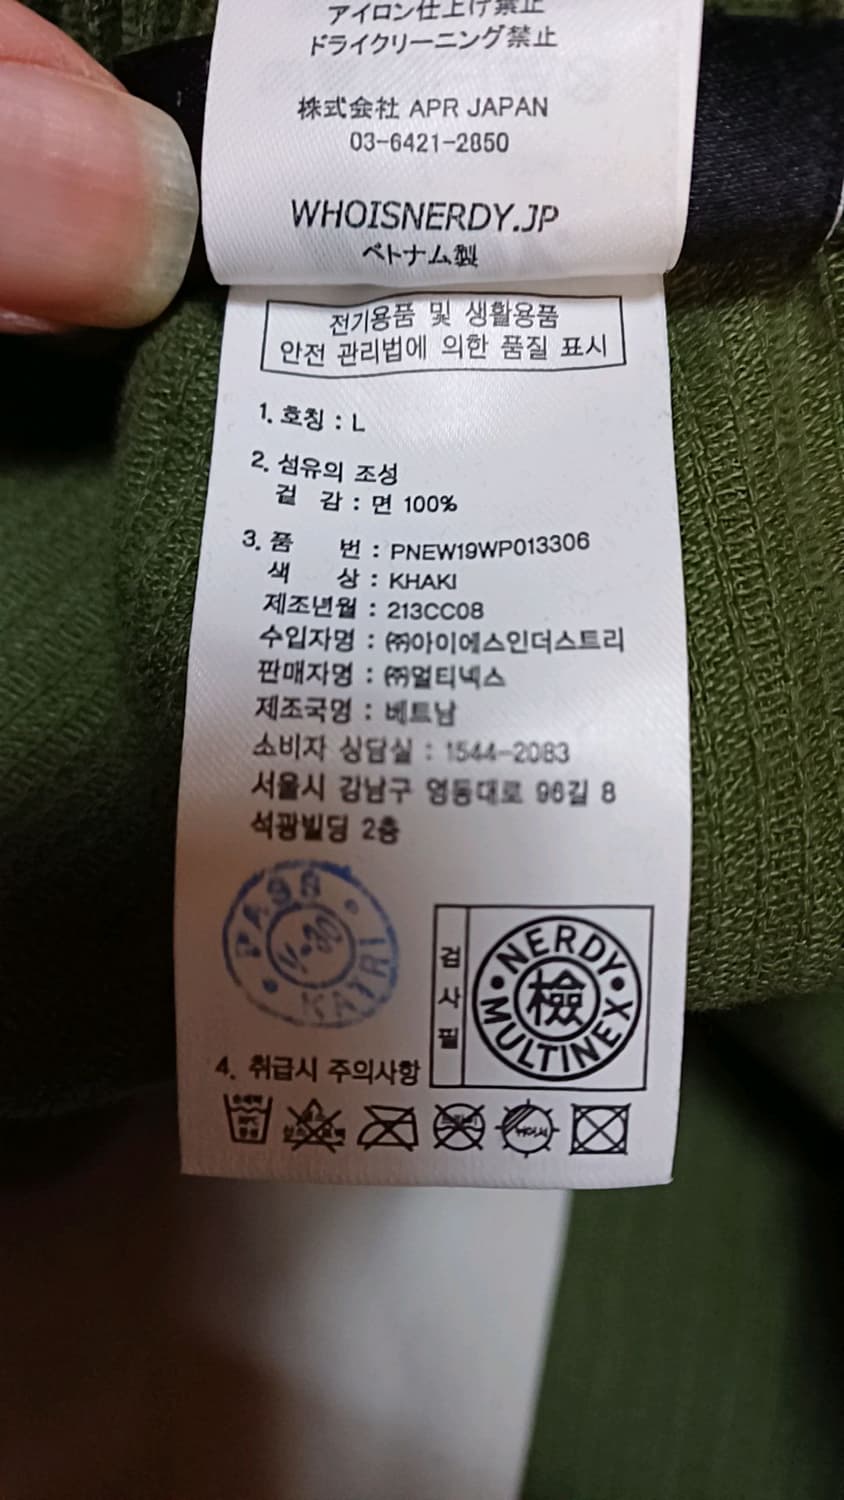 アイロン仕上げ禁止
ドライクリーニング禁止
株式会社 APR JAPAN
03-6421-2850
WHOISNERDY.JP
ベトナム製
전기용품 및 생활용품
안전 관리법에 의한 품질 표시
1. 호칭 : L
2. 섬유의 조성
겉 감 : 면 100%
3. 품 번 : PNEW19WP013306
색 상 : KHAKI
제조년월 : 213CC08
수입자명 : ㈜아이에스인더스트리
판매자명 : ㈜멀티넥스
제조국명 : 베트남
소비자 상담실 : 1544-2083
서울시 강남구 영동대로 96길 8
석광빌딩 2층
PASS
KATRI
검사필
NERDY
檢
MULTINEX
4. 취급시 주의사항